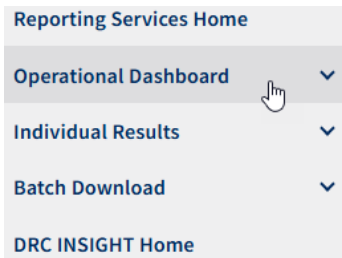 Reporting Services Home
Operational Dashboard
Individual Results
Batch Download
DRC INSIGHT Home